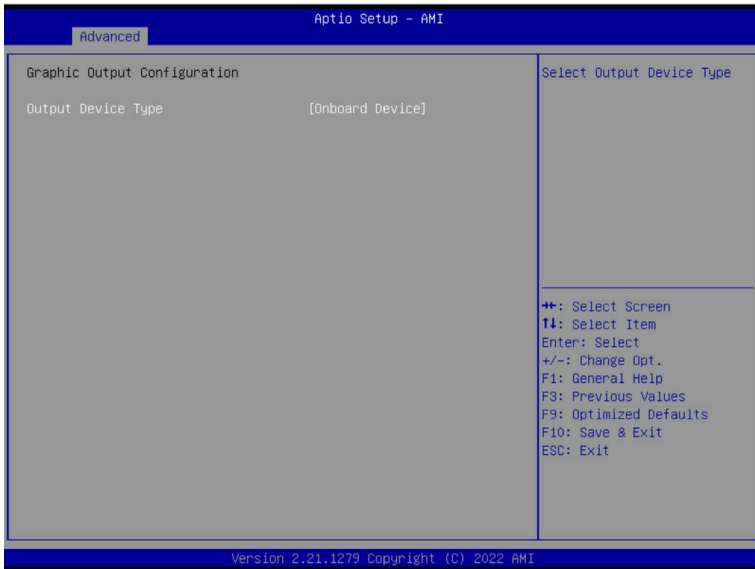 Aptio Setup – AMI
Advanced
Graphic Output Configuration
Output Device Type [Onboard Device]
Select Output Device Type
→←: Select Screen
↑↓: Select Item
Enter: Select
+/-: Change Opt.
F1: General Help
F3: Previous Values
F9: Optimized Defaults
F10: Save & Exit
ESC: Exit
Version 2.21.1279 Copyright (C) 2022 AMI